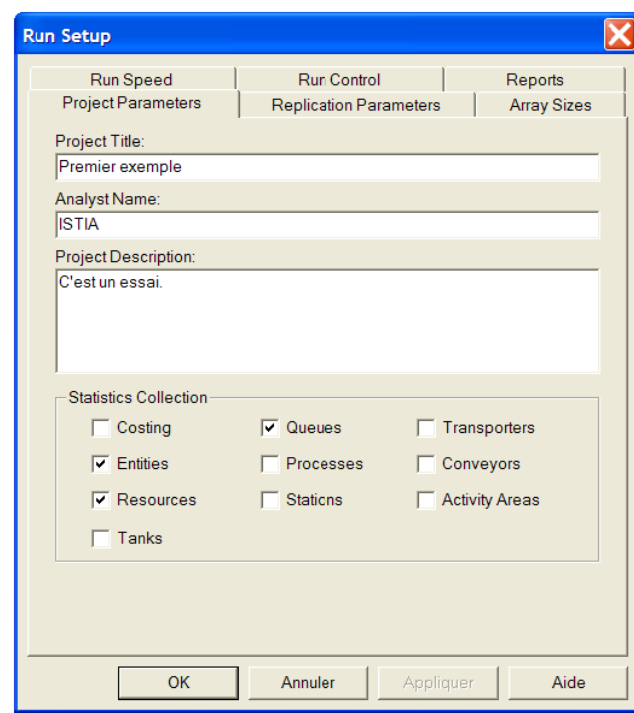 Run Setup
Run Speed Run Control Reports
Project Parameters Replication Parameters Array Sizes
Project Title:
Premier exemple
Analyst Name:
ISTIA
Project Description:
C'est un essai.
Statistics Collection
Costing Queues Transporters
Entities Processes Conveyors
Resources Stations Activity Areas
Tanks
OK Annuler Appliquer Aide